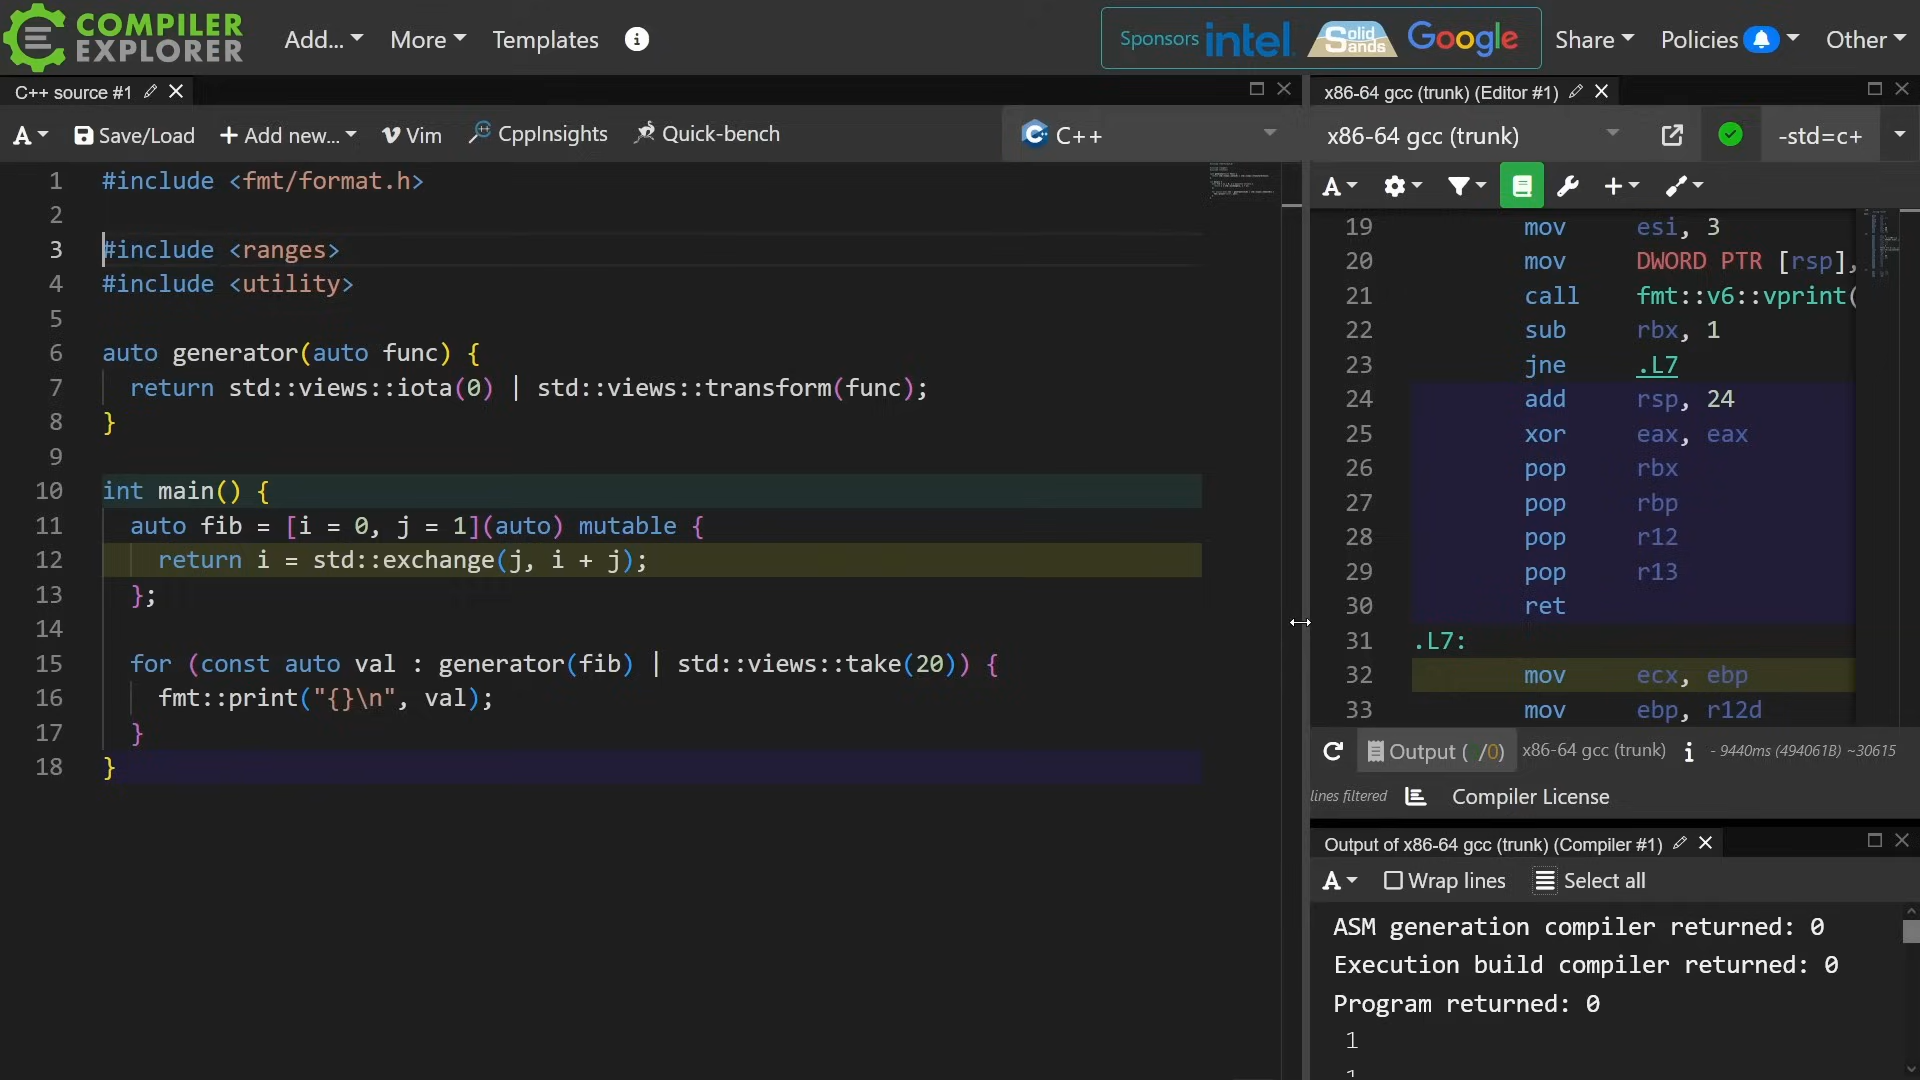 COMPILER
EXPLORER
Add...
More
Templates
Sponsors intel. Solid Sands Google
Share
Policies
Other
C++ source #1
A
Save/Load
+ Add new...
Vim
CppInsights
Quick-bench
C++
1 #include <fmt/format.h>
2
3 #include <ranges>
4 #include <utility>
5
6 auto generator(auto func) {
7 return std::views::iota(0) | std::views::transform(func);
8 }
9
10 int main() {
11 auto fib = [i = 0, j = 1](auto) mutable {
12 return i = std::exchange(j, i + j);
13 };
14
15 for (const auto val : generator(fib) | std::views::take(20)) {
16 fmt::print("{}\n", val);
17 }
18 }
x86-64 gcc (trunk) (Editor #1)
x86-64 gcc (trunk)
-std=c+
A
19 mov esi, 3
20 mov DWORD PTR [rsp],
21 call fmt::v6::vprint(
22 sub rbx, 1
23 jne .L7
24 add rsp, 24
25 xor eax, eax
26 pop rbx
27 pop rbp
28 pop r12
29 pop r13
30 ret
31 .L7:
32 mov ecx, ebp
33 mov ebp, r12d
Output ( /0) x86-64 gcc (trunk) i - 9440ms (494061B) ~30615
lines filtered Compiler License
Output of x86-64 gcc (trunk) (Compiler #1)
A Wrap lines Select all
ASM generation compiler returned: 0
Execution build compiler returned: 0
Program returned: 0
1